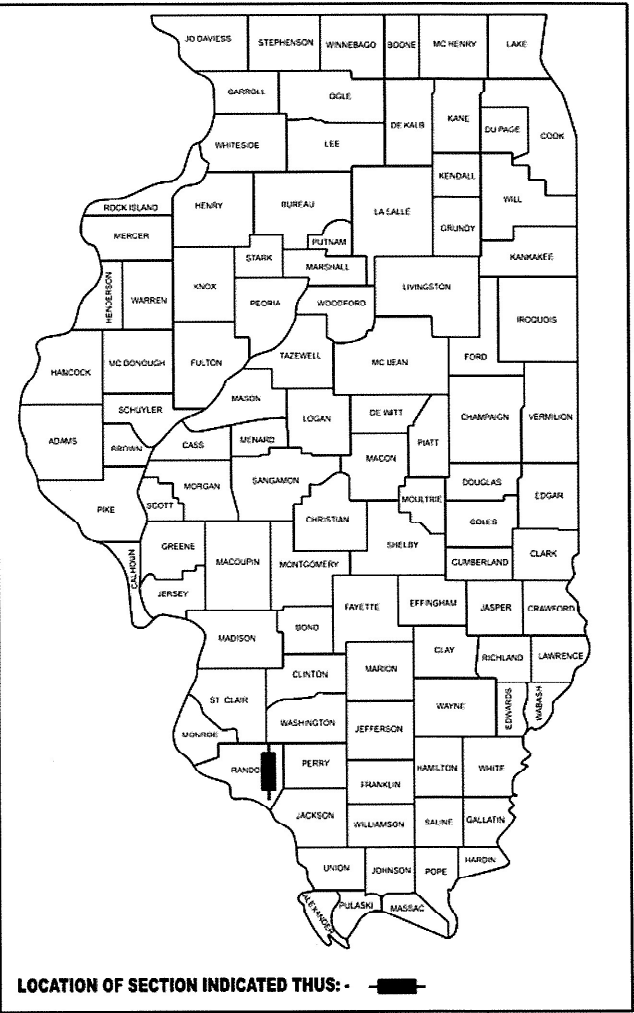 JO DAVIESS
STEPHENSON
WINNEBAGO
BOONE
MC HENRY
LAKE
CARROLL
OGLE
DE KALB
KANE
DU PAGE
COOK
WHITESIDE
LEE
KENDALL
WILL
ROCK ISLAND
HENRY
BUREAU
LA SALLE
GRUNDY
MERCER
PUTNAM
STARK
MARSHALL
KANKAKEE
HENDERSON
WARREN
KNOX
PEORIA
WOODFORD
LIVINGSTON
IROQUOIS
HANCOCK
MC DONOUGH
FULTON
TAZEWELL
MC LEAN
FORD
MASON
SCHUYLER
LOGAN
DE WITT
CHAMPAIGN
VERMILION
ADAMS
BROWN
CASS
MENARD
MACON
PIATT
PIKE
SCOTT
MORGAN
SANGAMON
MOULTRIE
DOUGLAS
EDGAR
CHRISTIAN
COLES
GREENE
CALHOUN
MACOUPIN
MONTGOMERY
SHELBY
CUMBERLAND
CLARK
JERSEY
FAYETTE
EFFINGHAM
JASPER
CRAWFORD
MADISON
BOND
CLAY
RICHLAND
LAWRENCE
CLINTON
MARION
ST CLAIR
WAYNE
EDWARDS
WABASH
MONROE
WASHINGTON
JEFFERSON
RANDO
PERRY
HAMILTON
WHITE
FRANKLIN
JACKSON
WILLIAMSON
SALINE
GALLATIN
UNION
JOHNSON
POPE
HARDIN
ALEXANDER
PULASKI
MASSAC
LOCATION OF SECTION INDICATED THUS: -